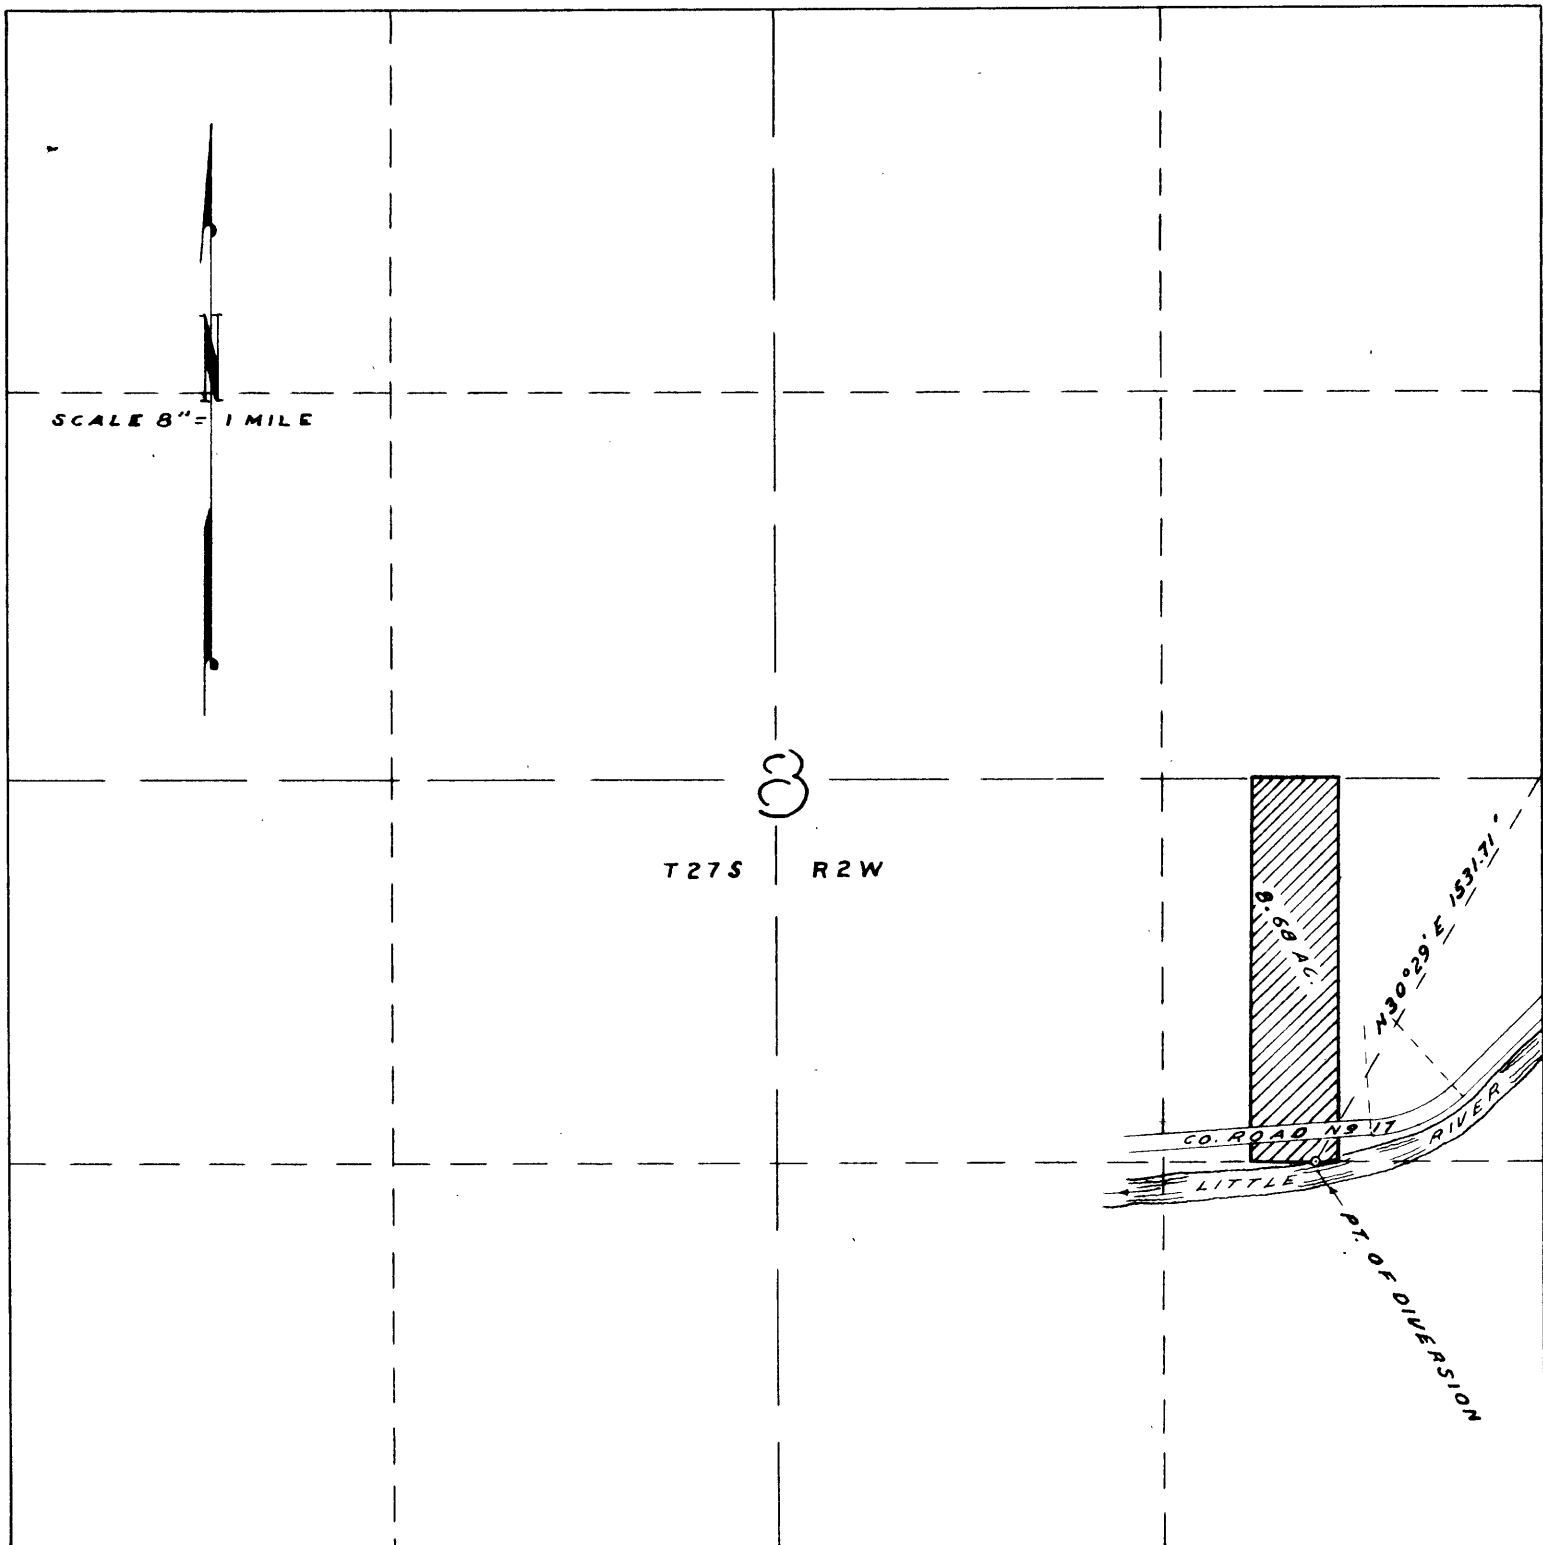 N
SCALE 8" = 1 MILE
8
T27S R2W
8.68 AC.
N30°29'E 1531.71'
CO. ROAD Nº 17
LITTLE RIVER
PT. OF DIVERSION